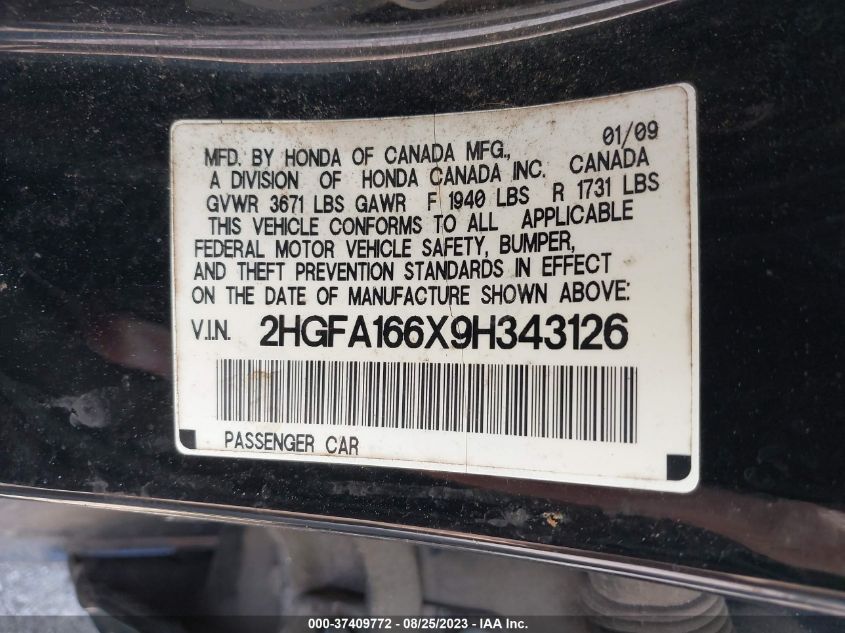 01/09
MFD. BY HONDA OF CANADA MFG.,
A DIVISION OF HONDA CANADA INC. CANADA
GVWR 3671 LBS GAWR F 1940 LBS R 1731 LBS
THIS VEHICLE CONFORMS TO ALL APPLICABLE
FEDERAL MOTOR VEHICLE SAFETY, BUMPER,
AND THEFT PREVENTION STANDARDS IN EFFECT
ON THE DATE OF MANUFACTURE SHOWN ABOVE:
V.I.N. 2HGFA166X9H343126
PASSENGER CAR
000-37409772 - 08/25/2023 - IAA Inc.